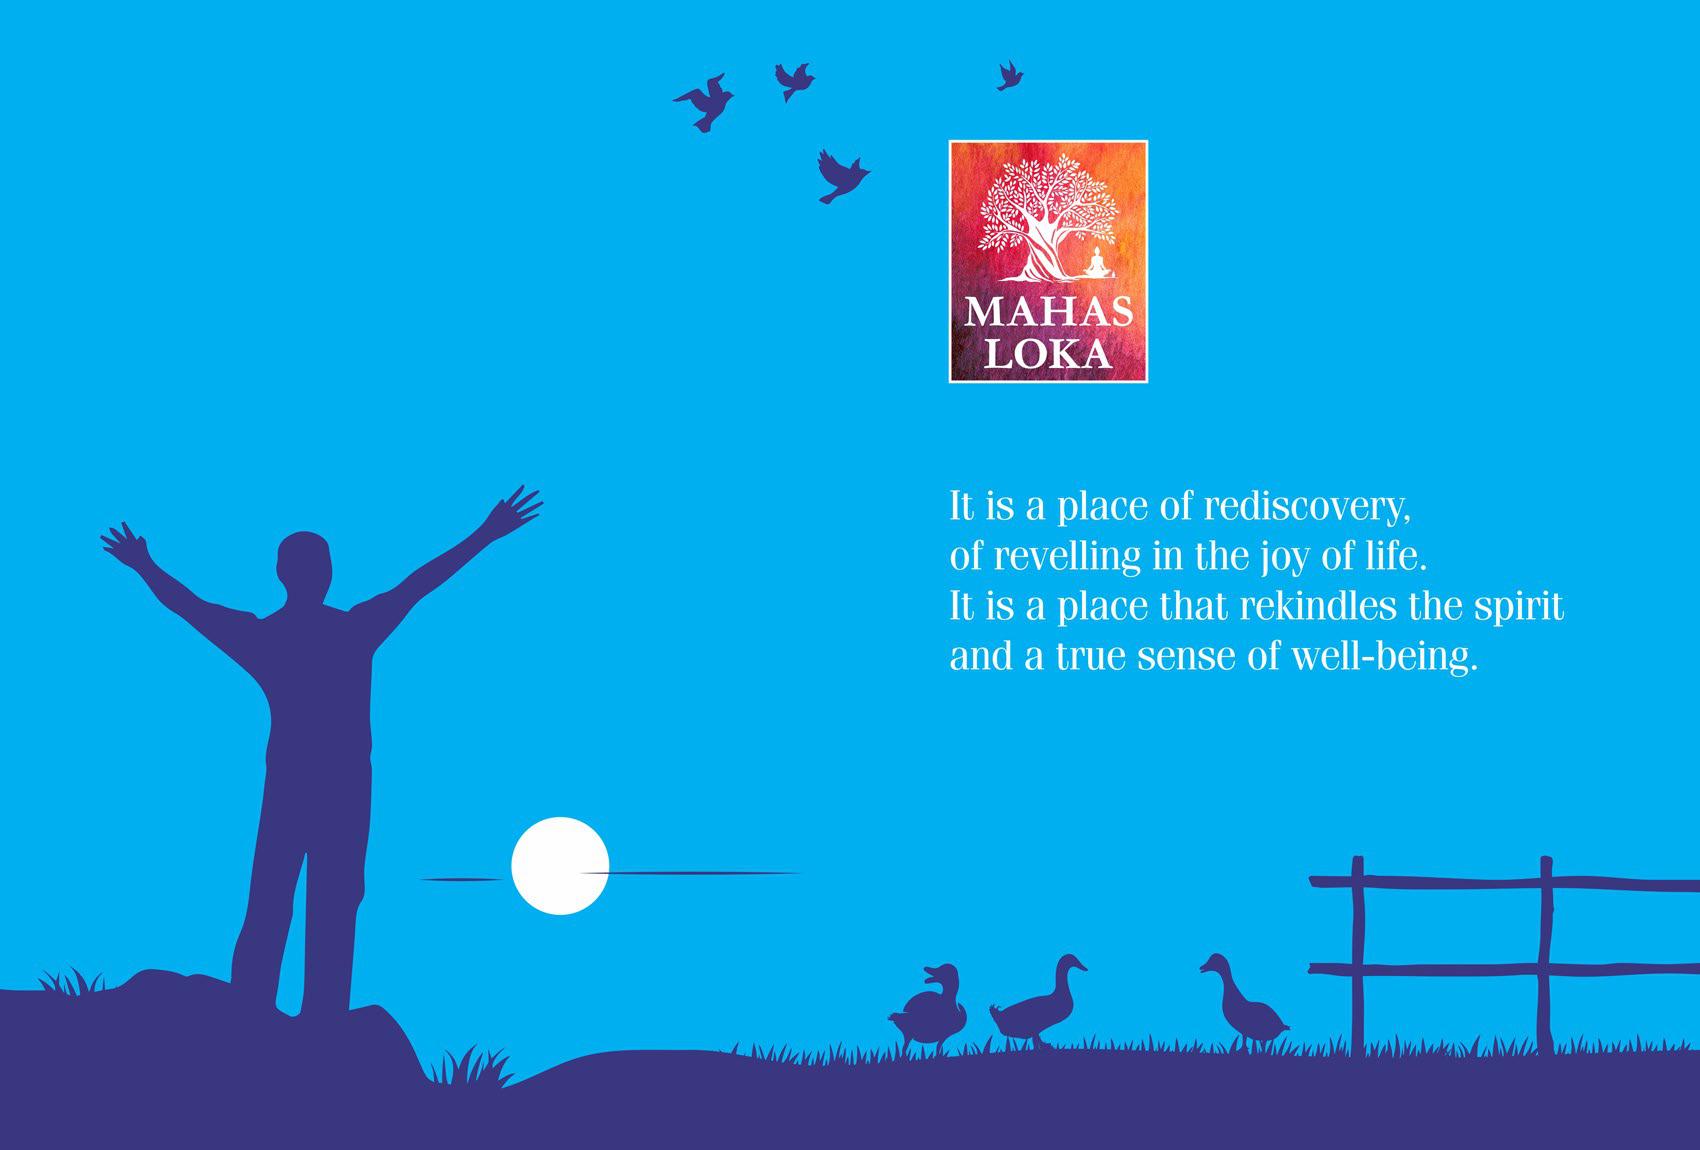 MAHAS
LOKA
It is a place of rediscovery,
of revelling in the joy of life.
It is a place that rekindles the spirit
and a true sense of well-being.